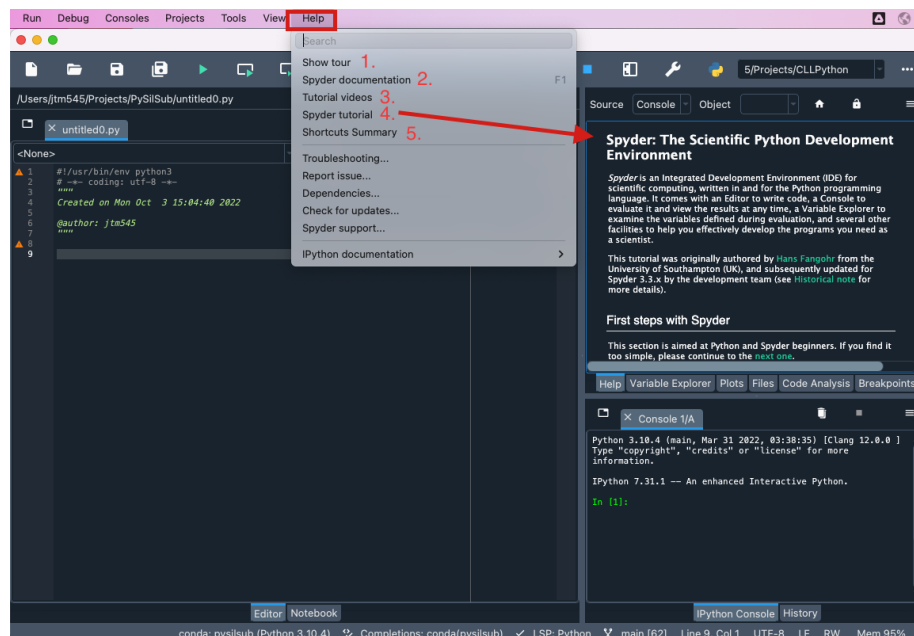 Run Debug Consoles Projects Tools View Help
Search
Show tour 1.
Spyder documentation 2. F1
Tutorial videos 3.
Spyder tutorial 4.
Shortcuts Summary 5.
Troubleshooting...
Report issue...
Dependencies...
Check for updates...
Spyder support...
IPython documentation
5/Projects/CLLPython
/Users/jtm545/Projects/PySilSub/untitled0.py
untitled0.py
<None>
1 #!/usr/bin/env python3
2 # -*- coding: utf-8 -*-
3 """
4 Created on Mon Oct  3 15:04:40 2022
5
6 @author: jtm545
7 """
8
9
Editor Notebook
Source Console Object
Spyder: The Scientific Python Development
Environment
Spyder is an Integrated Development Environment (IDE) for
scientific computing, written in and for the Python programming
language. It comes with an Editor to write code, a Console to
evaluate it and view the results at any time, a Variable Explorer to
examine the variables defined during evaluation, and several other
facilities to help you effectively develop the programs you need as
a scientist.
This tutorial was originally authored by Hans Fangohr from the
University of Southampton (UK), and subsequently updated for
Spyder 3.3.x by the development team (see Historical note for
more details).
First steps with Spyder
This section is aimed at Python and Spyder beginners. If you find it
too simple, please continue to the next one.
Help Variable Explorer Plots Files Code Analysis Breakpoints
Console 1/A
Python 3.10.4 (main, Mar 31 2022, 03:38:35) [Clang 12.0.0 ]
Type "copyright", "credits" or "license" for more
information.
IPython 7.31.1 -- An enhanced Interactive Python.
In [1]:
IPython Console History
conda: pysilsub (Python 3.10.4) Completions: conda(pysilsub) LSP: Python main [62] Line 9, Col 1 UTF-8 LF RW Mem 95%